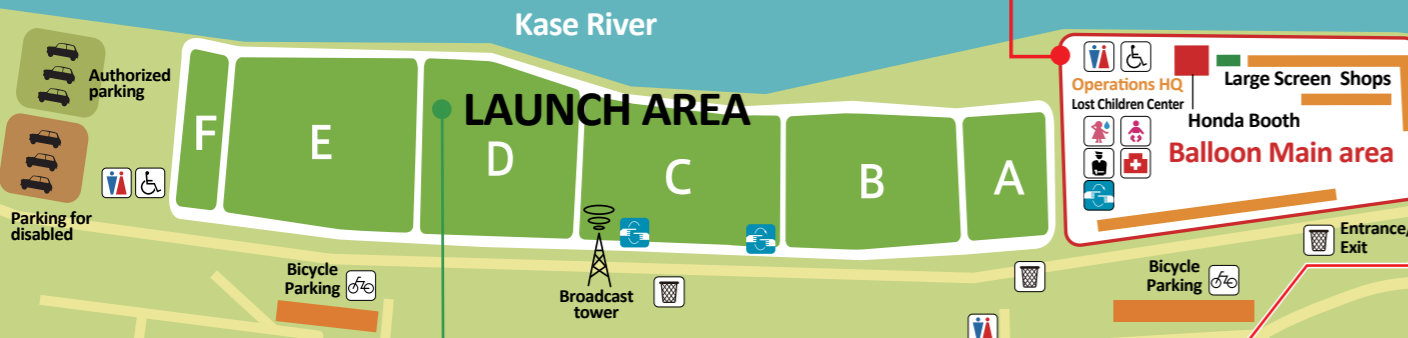 Kase River
Authorized
parking
LAUNCH AREA
F
E
D
C
B
A
Operations HQ
Lost Children Center
Large Screen Shops
Honda Booth
Balloon Main area
Parking for
disabled
Bicycle
Parking
Broadcast
tower
Bicycle
Parking
Entrance/
Exit